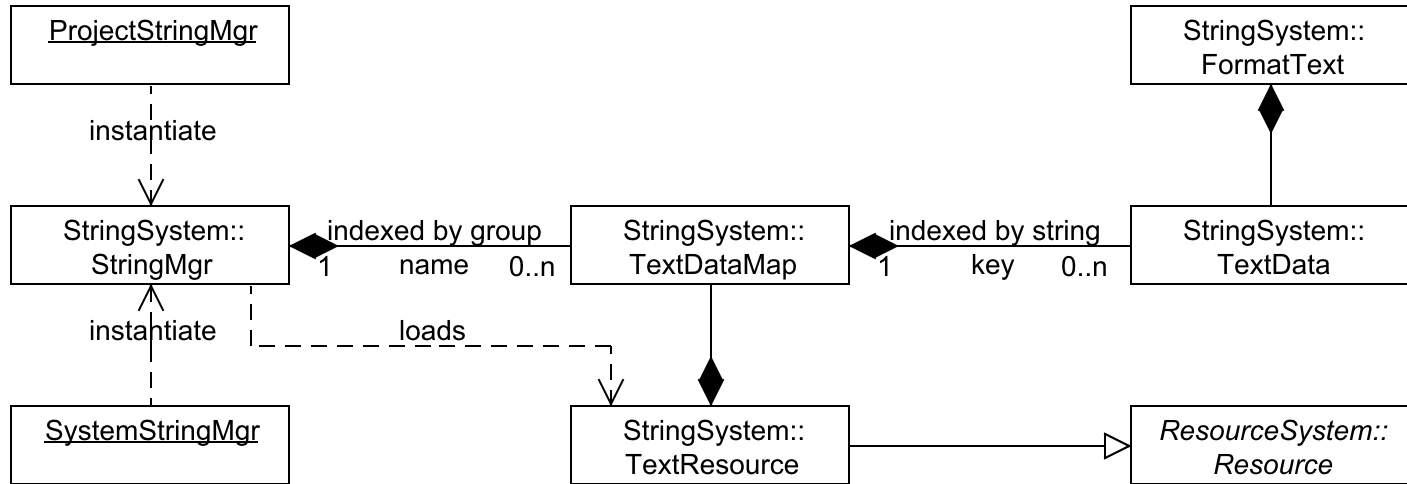 ProjectStringMgr
StringSystem::
FormatText
instantiate
StringSystem::
StringMgr
indexed by group
1 name 0..n
StringSystem::
TextDataMap
indexed by string
1 key 0..n
StringSystem::
TextData
instantiate
loads
SystemStringMgr
StringSystem::
TextResource
ResourceSystem::
Resource